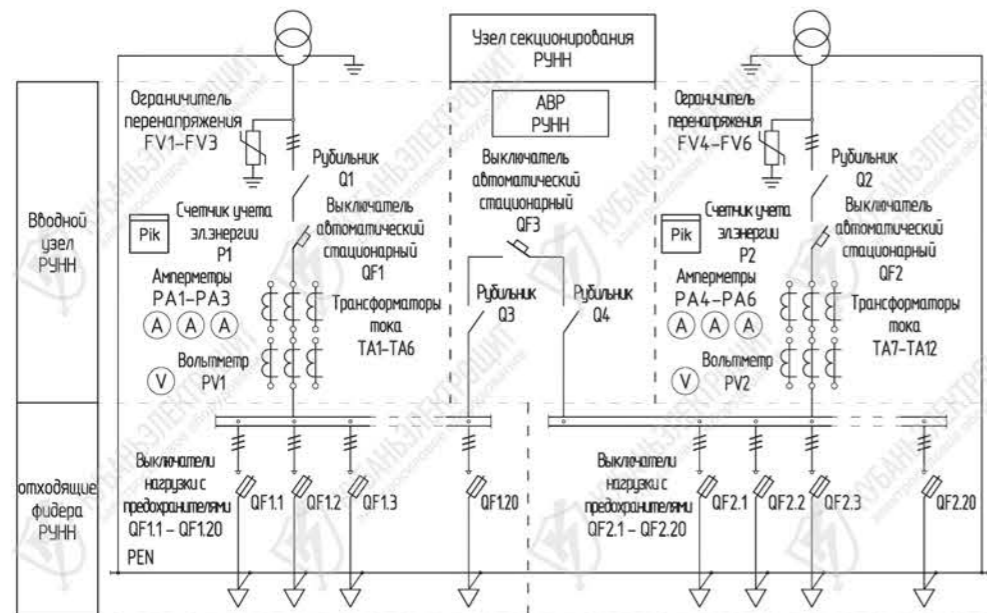 Узел секционирования
РУНН
АВР
РУНН
Вводной
узел
РУНН
Ограничитель
перенапряжения
FV1-FV3
Рубильник
Q1
Счетчик учета
эл.энергии
P1
Pik
Выключатель
автоматический
стационарный
QF1
Амперметры
PA1-PA3
A A A
Трансформаторы
тока
TA1-TA6
Вольтметр
PV1
V
Выключатель
автоматический
стационарный
QF3
Рубильник
Q3
Рубильник
Q4
Ограничитель
перенапряжения
FV4-FV6
Рубильник
Q2
Счетчик учета
эл.энергии
P2
Pik
Выключатель
автоматический
стационарный
QF2
Амперметры
PA4-PA6
A A A
Трансформаторы
тока
TA7-TA12
Вольтметр
PV2
V
отходящие
фидера
РУНН
Выключатели
нагрузки с
предохранителями
QF1.1 - QF1.20
PEN
QF1.1 QF1.2 QF1.3 QF1.20
Выключатели
нагрузки с
предохранителями
QF2.1 - QF2.20
QF2.1 QF2.2 QF2.3 QF2.20
КУБАНЬЭЛЕКТРОЩИТ